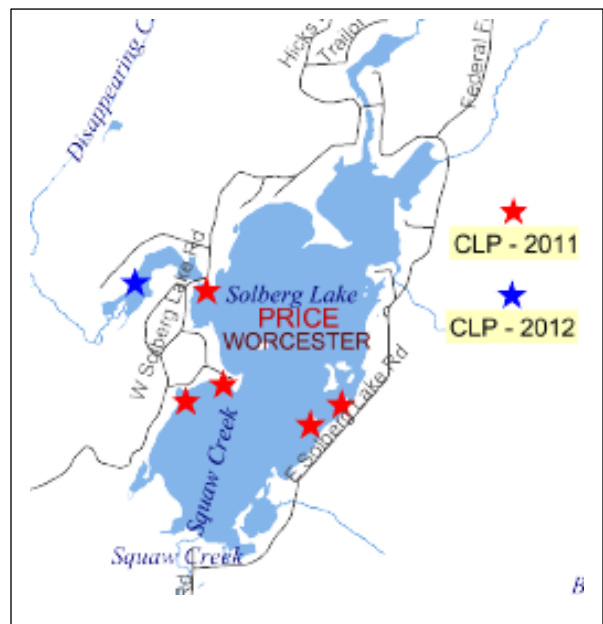 Hicks
Trailor
Federal F
Disappearing C
CLP - 2011
W Solberg Lake Rd
Solberg Lake
PRICE
WORCESTER
CLP - 2012
E Solberg Lake Rd
Squaw Creek
Squaw Creek
Rd
B